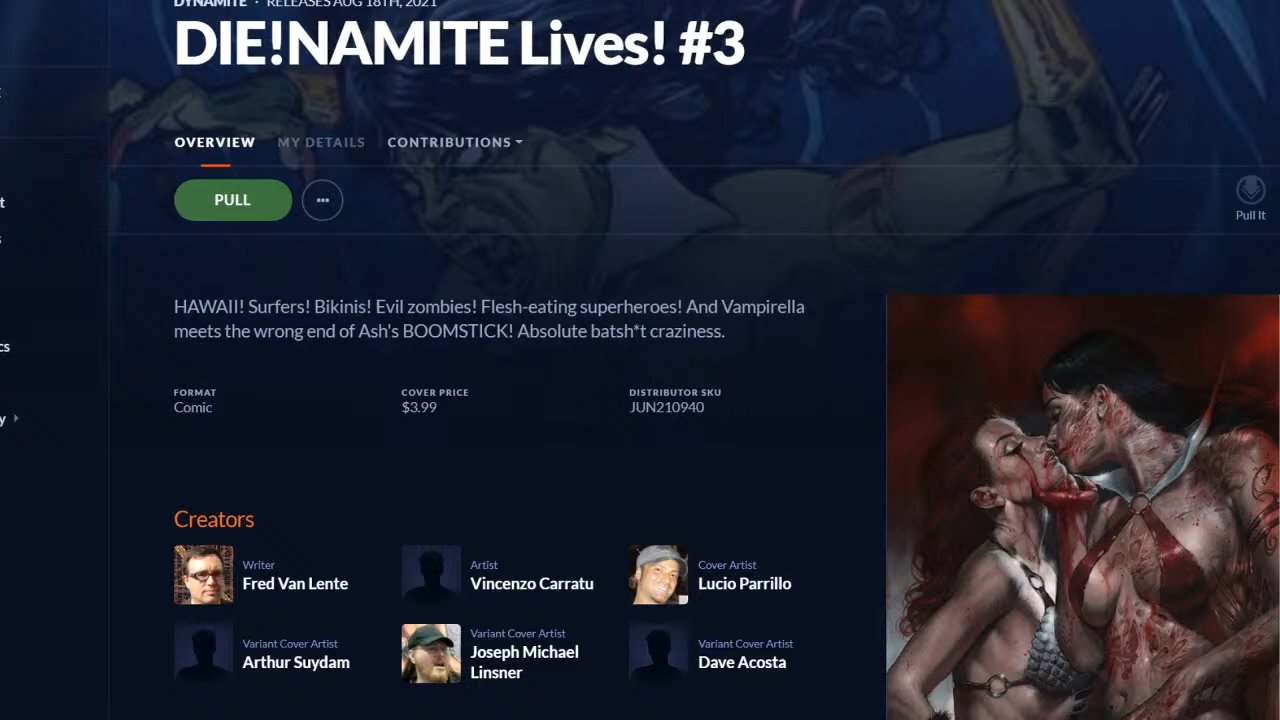 DYNAMITE · RELEASES AUG 18TH, 2021
DIE!NAMITE Lives! #3
OVERVIEW MY DETAILS CONTRIBUTIONS
PULL
Pull It
HAWAII! Surfers! Bikinis! Evil zombies! Flesh-eating superheroes! And Vampirella
meets the wrong end of Ash's BOOMSTICK! Absolute batsh*t craziness.
FORMAT COVER PRICE DISTRIBUTOR SKU
Comic $3.99 JUN210940
Creators
Writer
Fred Van Lente
Artist
Vincenzo Carratu
Cover Artist
Lucio Parrillo
Variant Cover Artist
Arthur Suydam
Variant Cover Artist
Joseph Michael
Linsner
Variant Cover Artist
Dave Acosta